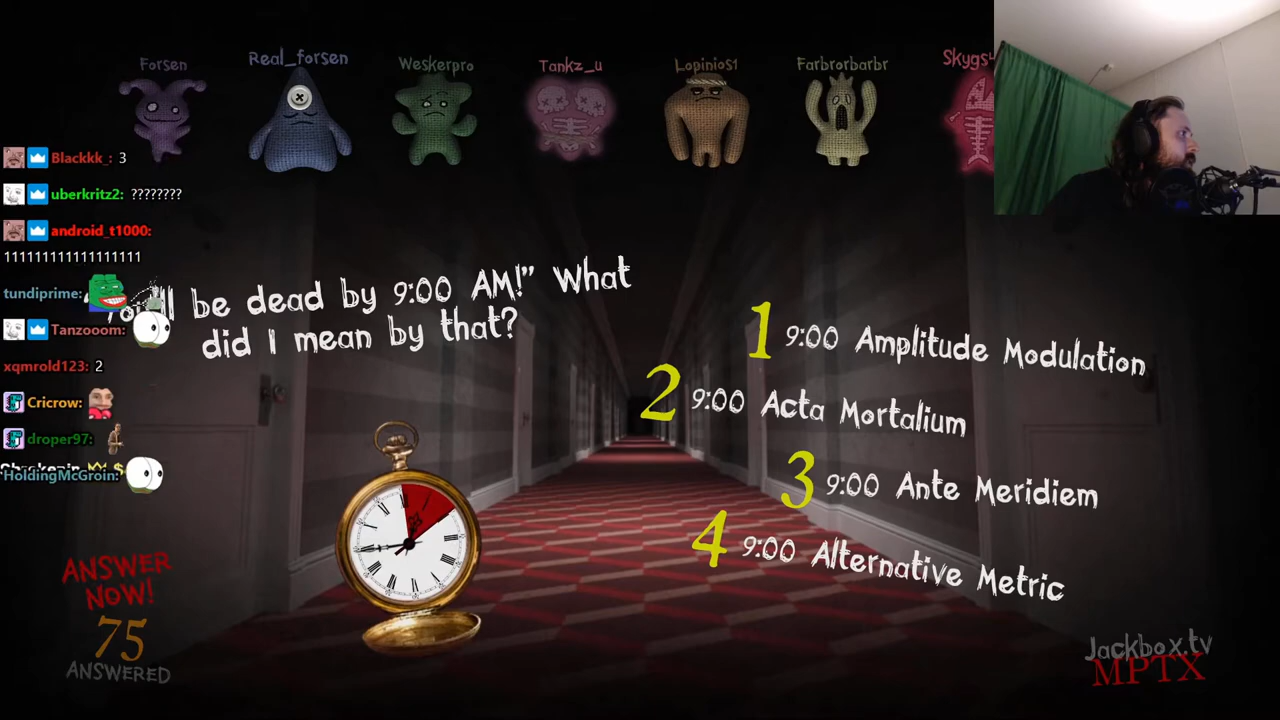 Forsen
Real_forsen
Weskerpro
Tankz_u
Lopinios1
Farbrorbarbr
Blackkk_: 3
uberkritz2: ????????
android_t1000:
111111111111111111
tundiprime:
Tanzooom:
xqmrold123: 2
Cricrow:
droper97:
HoldingMcGroin:
be dead by 9:00 AM!” What
did I mean by that?
1 9:00 Amplitude Modulation
2 9:00 Acta Mortalium
3 9:00 Ante Meridiem
4 9:00 Alternative Metric
ANSWER
NOW!
75
ANSWERED
Jackbox.tv
MPTX